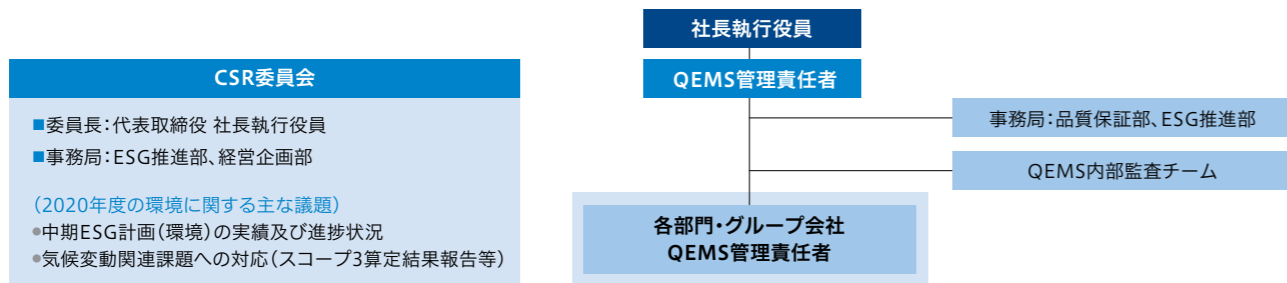 CSR委員会
■委員長:代表取締役 社長執行役員
■事務局:ESG推進部、経営企画部
(2020年度の環境に関する主な議題)
●中期ESG計画(環境)の実績及び進捗状況
●気候変動関連課題への対応(スコープ3算定結果報告等)
社長執行役員
QEMS管理責任者
事務局:品質保証部、ESG推進部
QEMS内部監査チーム
各部門・グループ会社
QEMS管理責任者